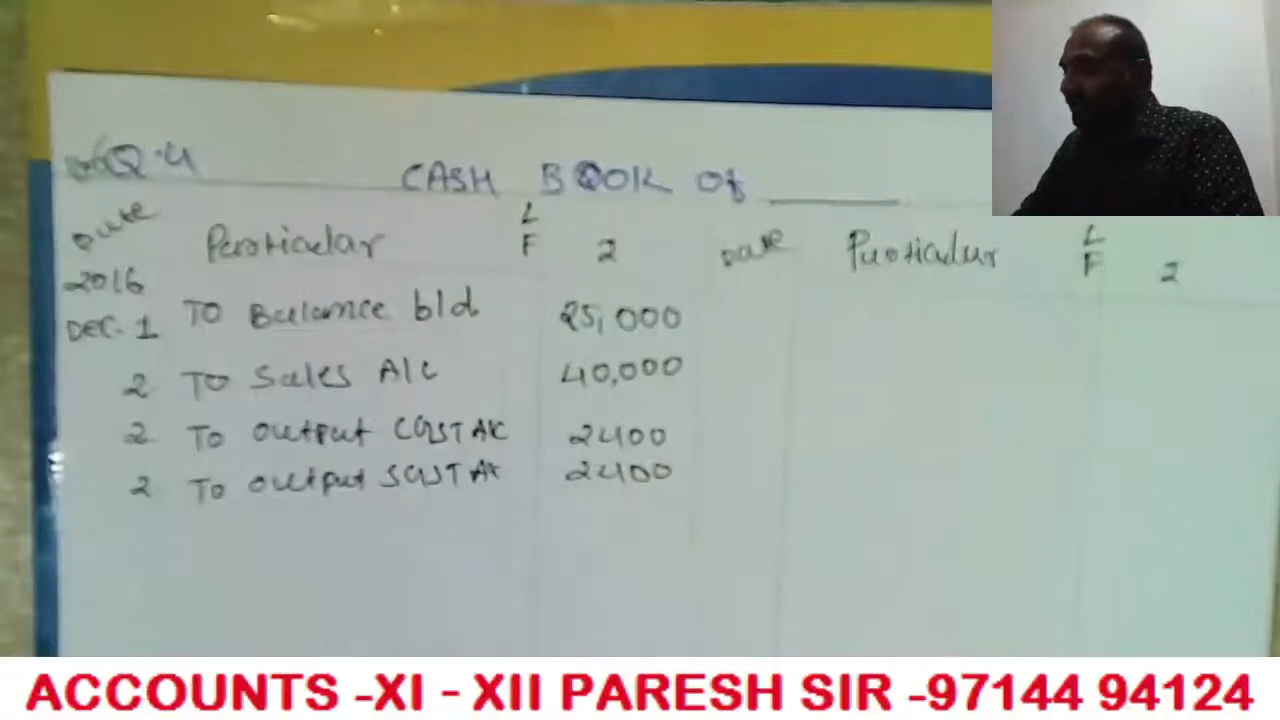 Q.4
CASH BOOK OF
Date Particular L F ₹ Date Particular L F ₹
2016
DEC. 1 TO Balance b/d 25,000
2 TO Sales A/C 40,000
2 To output CGST A/C 2400
2 To output SGST A/C 2400
ACCOUNTS -XI - XII PARESH SIR -97144 94124